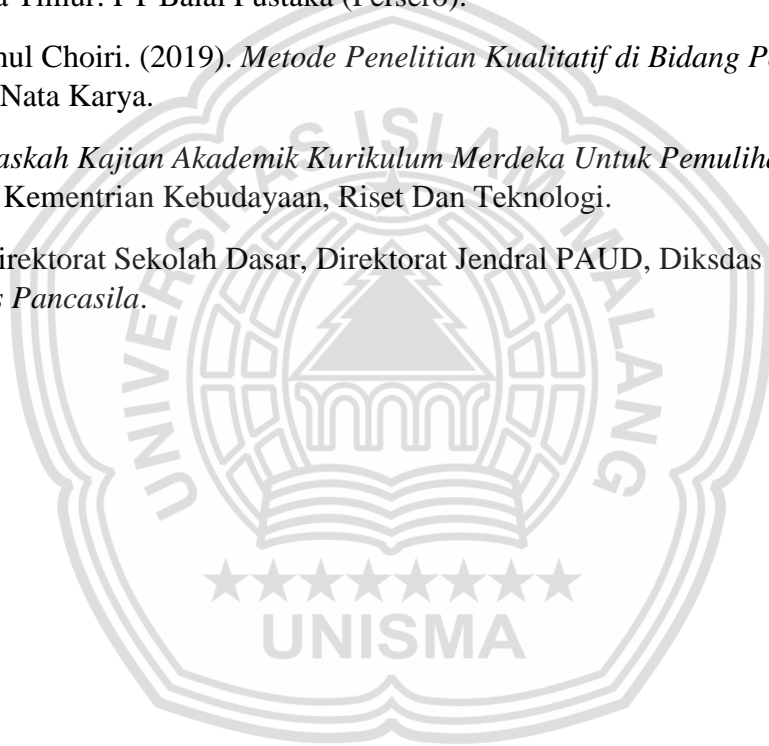 a Timur: PT Balai Pustaka (Persero).
nul Choiri. (2019). Metode Penelitian Kualitatif di Bidang P
Nata Karya.
askah Kajian Akademik Kurikulum Merdeka Untuk Pemuliha
Kementrian Kebudayaan, Riset Dan Teknologi.
irektorat Sekolah Dasar, Direktorat Jendral PAUD, Diksdas
s Pancasila.
UNIVERSITAS ISLAM MALANG
UNISMA